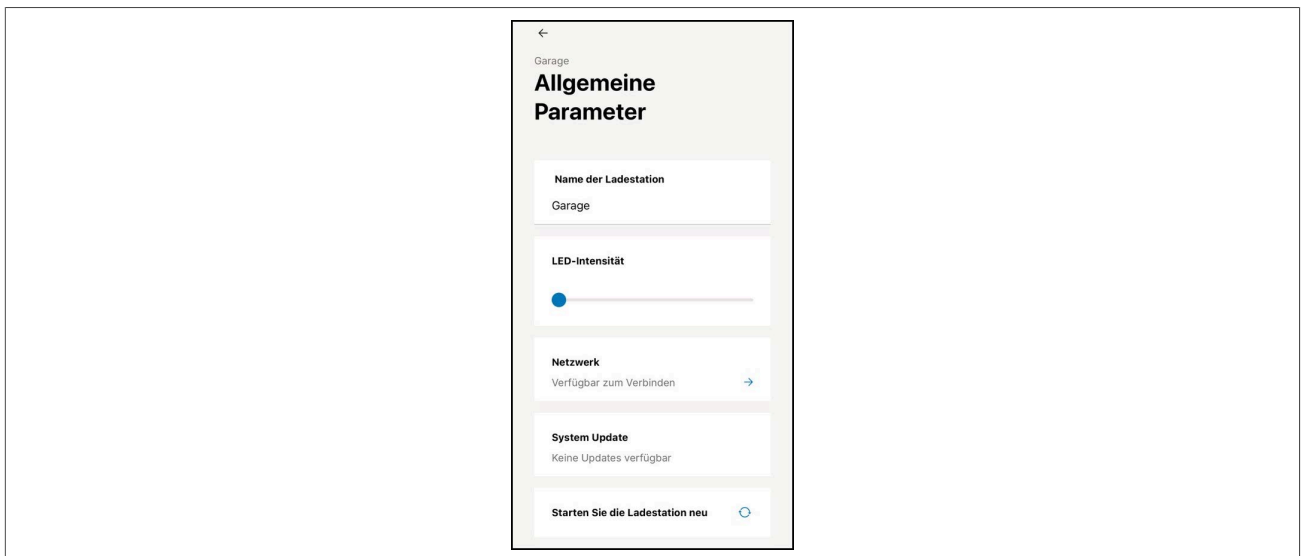 Garage
Allgemeine
Parameter
Name der Ladestation
Garage
LED-Intensität
Netzwerk
Verfügbar zum Verbinden
System Update
Keine Updates verfügbar
Starten Sie die Ladestation neu